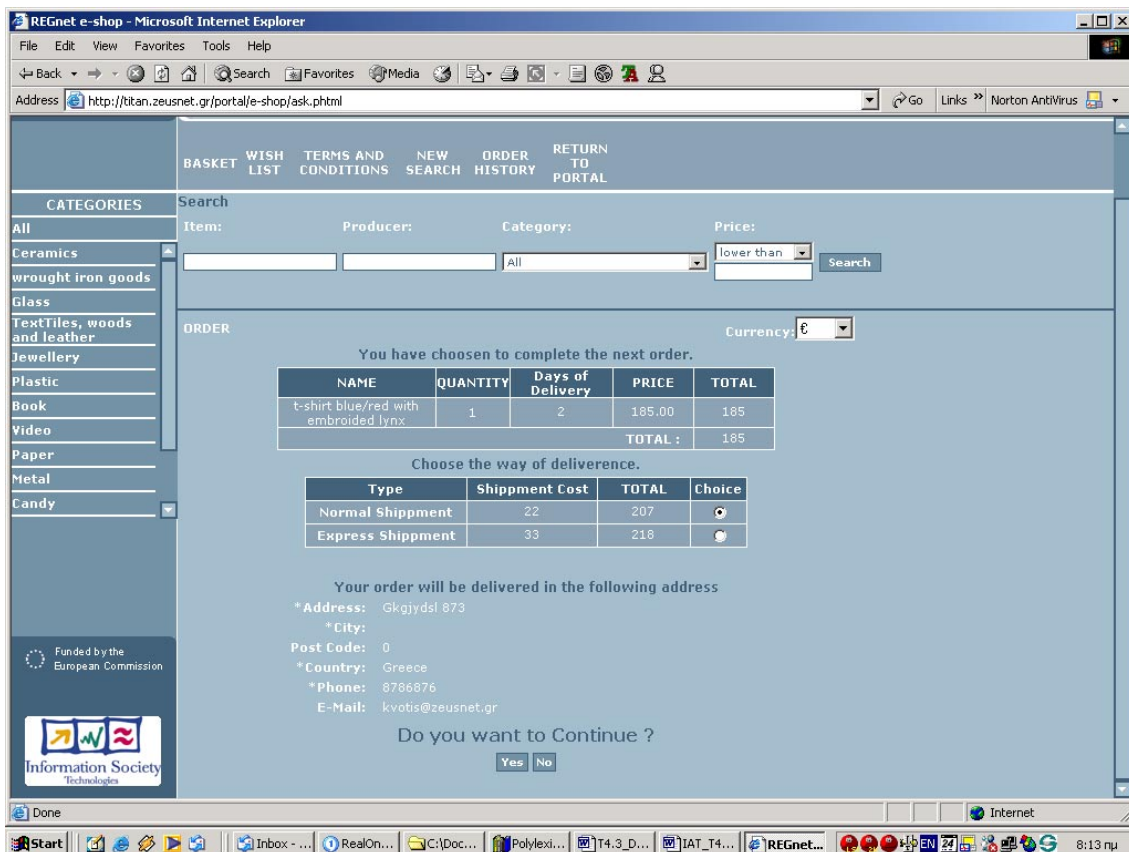 REGnet e-shop - Microsoft Internet Explorer
File Edit View Favorites Tools Help
Back Search Favorites Media
Address http://titan.zeusnet.gr/portal/e-shop/ask.phtml Go Links » Norton AntiVirus
BASKET WISH LIST TERMS AND CONDITIONS NEW SEARCH ORDER HISTORY RETURN TO PORTAL
CATEGORIES
All
Ceramics
wrought iron goods
Glass
TextTiles, woods
and leather
Jewellery
Plastic
Book
Video
Paper
Metal
Candy
Funded by the
European Commission
Information Society
Technologies
Search
Item: Producer: Category: Price:
All lower than Search
ORDER Currency: €
You have choosen to complete the next order.
NAME QUANTITY Days of Delivery PRICE TOTAL
t-shirt blue/red with embroided lynx 1 2 185.00 185
TOTAL : 185
Choose the way of deliverence.
Type Shippment Cost TOTAL Choice
Normal Shippment 22 207
Express Shippment 33 218
Your order will be delivered in the following address
*Address: Gkgjydsl 873
*City:
Post Code: 0
*Country: Greece
*Phone: 8786876
E-Mail: kvotis@zeusnet.gr
Do you want to Continue ?
Yes No
Done Internet
Start Inbox - ... RealOn... C:\Doc... Polylexi... T4.3_D... IAT_T4... REGnet... EN 24 8:13 πμ